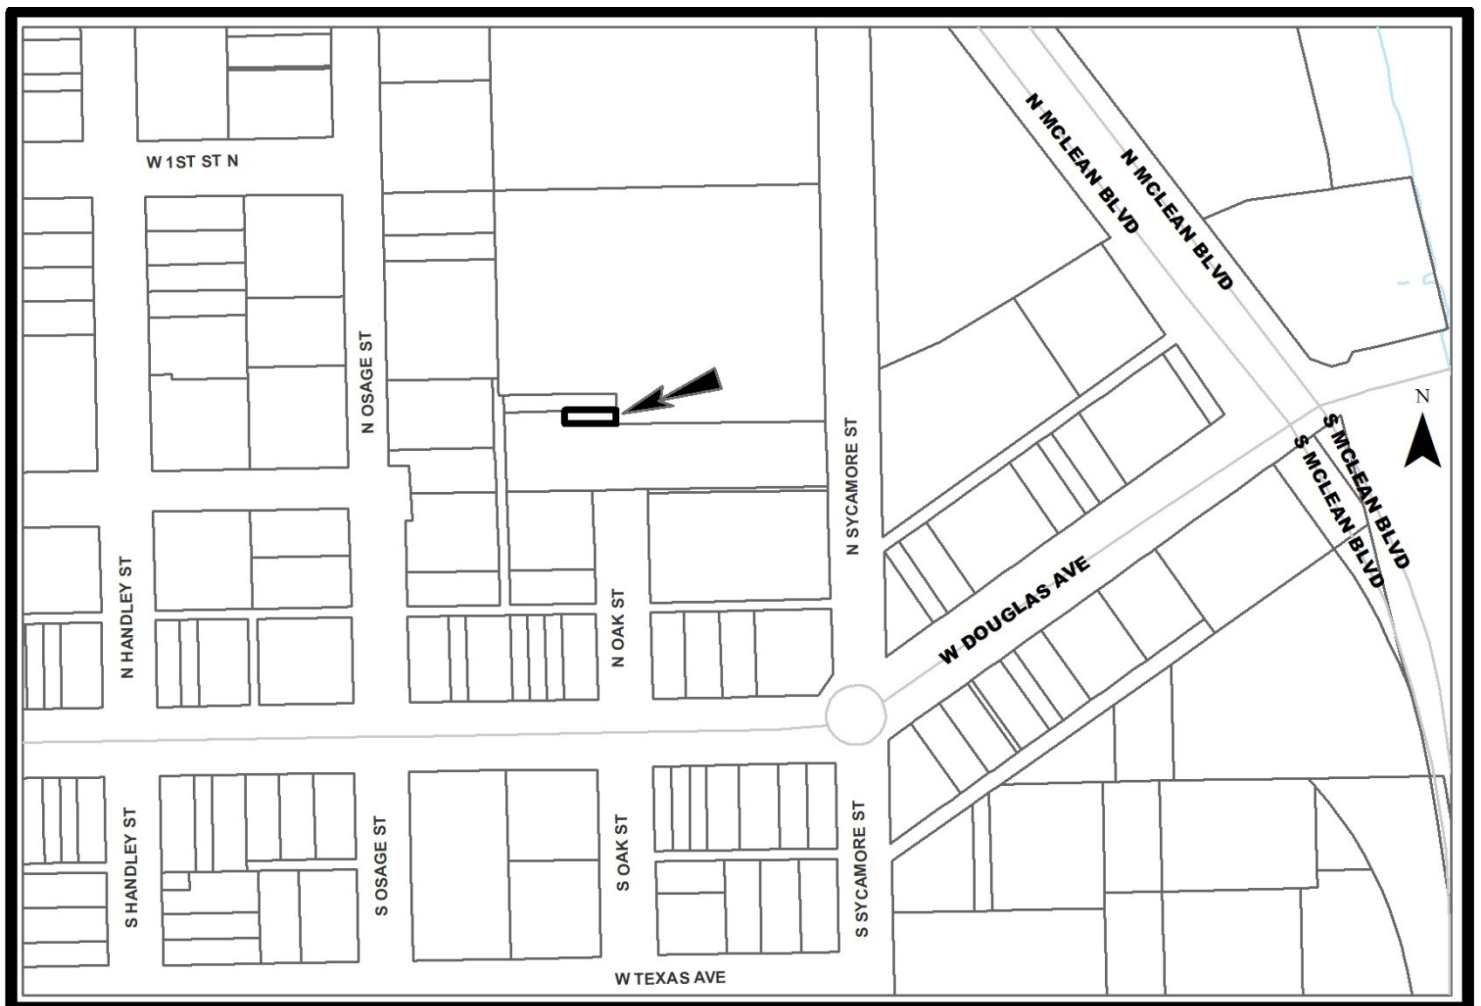 N MCLEAN BLVD
N MCLEAN BLVD
W 1ST ST N
N OSAGE ST
N
N SYCAMORE ST
S MCLEAN BLVD
S MCLEAN BLVD
N HANDLEY ST
N OAK ST
W DOUGLAS AVE
S HANDLEY ST
S OSAGE ST
S OAK ST
S SYCAMORE ST
W TEXAS AVE